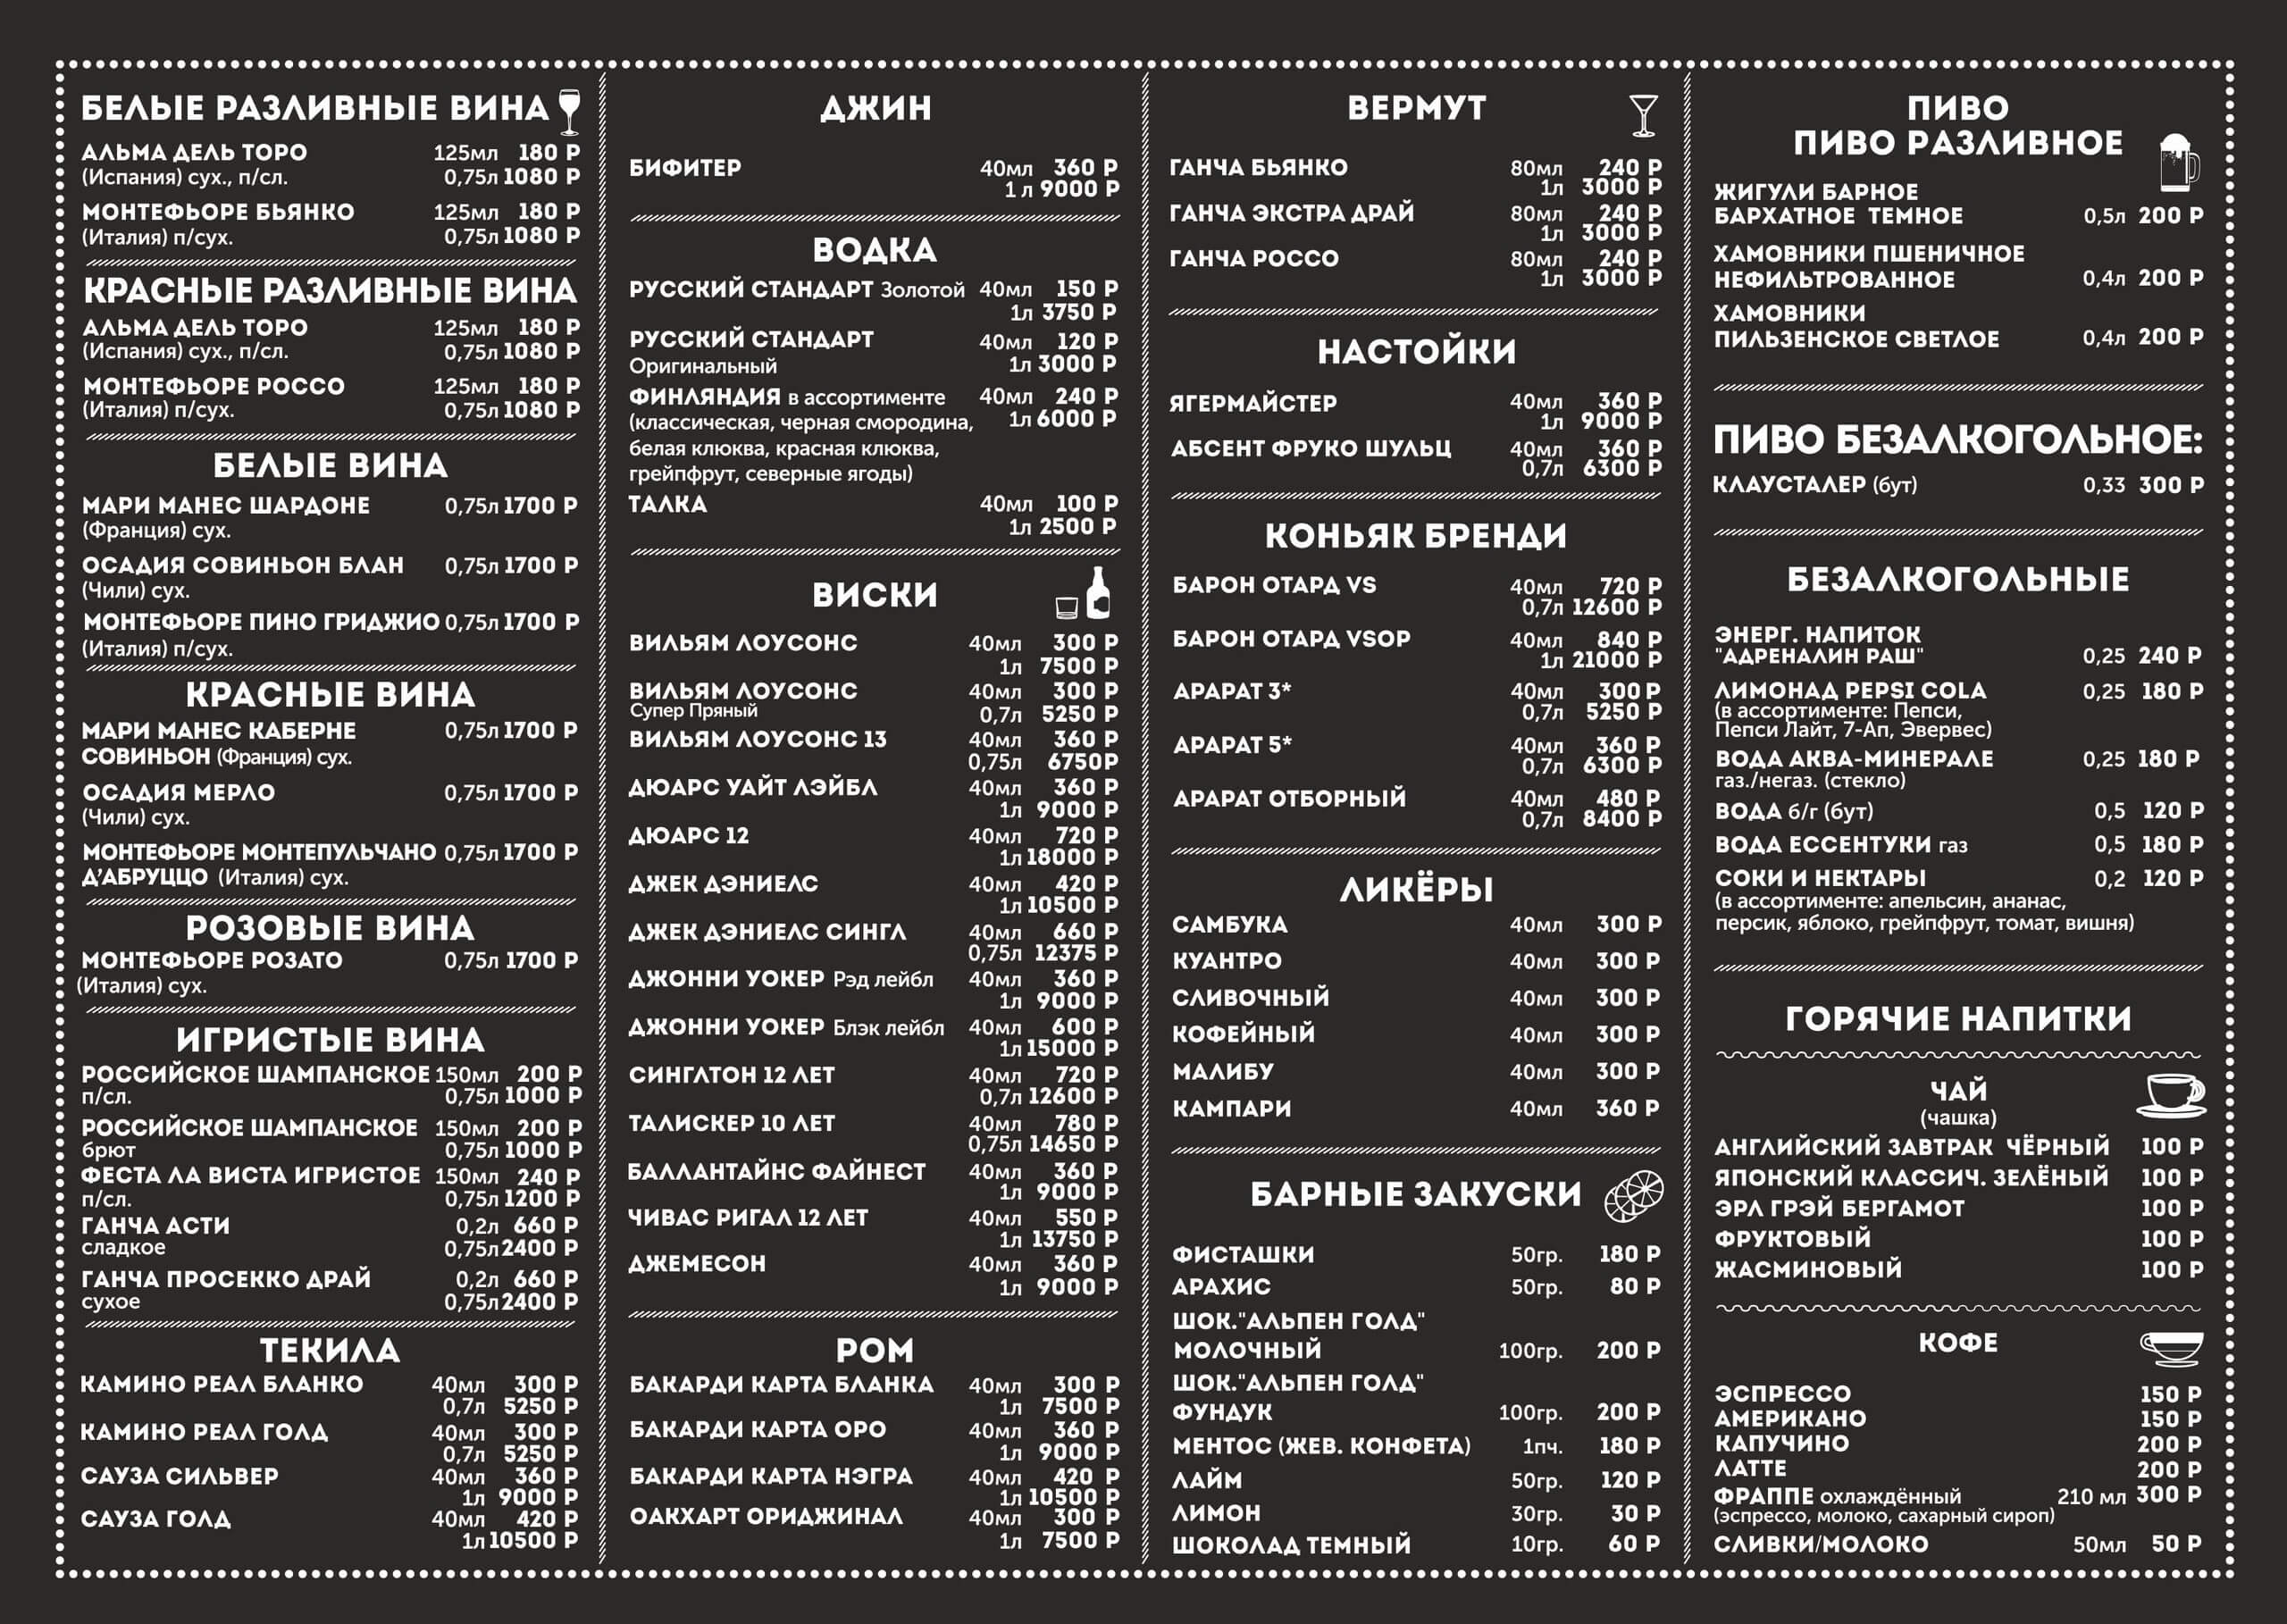 БЕЛЫЕ РАЗЛИВНЫЕ ВИНА
АЛЬМА ДЕЛЬ ТОРО 125мл 180 Р
(Испания) сух., п/сл. 0,75л 1080 Р
МОНТЕФЬОРЕ БЬЯНКО 125мл 180 Р
(Италия) п/сух. 0,75л 1080 Р
КРАСНЫЕ РАЗЛИВНЫЕ ВИНА
АЛЬМА ДЕЛЬ ТОРО 125мл 180 Р
(Испания) сух., п/сл. 0,75л 1080 Р
МОНТЕФЬОРЕ РОССО 125мл 180 Р
(Италия) п/сух. 0,75л 1080 Р
БЕЛЫЕ ВИНА
МАРИ МАНЕС ШАРДОНЕ 0,75л 1700 Р
(Франция) сух.
ОСАДИЯ СОВИНЬОН БЛАН 0,75л 1700 Р
(Чили) сух.
МОНТЕФЬОРЕ ПИНО ГРИДЖИО 0,75л 1700 Р
(Италия) п/сух.
КРАСНЫЕ ВИНА
МАРИ МАНЕС КАБЕРНЕ 0,75л 1700 Р
СОВИНЬОН (Франция) сух.
ОСАДИЯ МЕРЛО 0,75л 1700 Р
(Чили) сух.
МОНТЕФЬОРЕ МОНТЕПУЛЬЧАНО 0,75л 1700 Р
Д'АБРУЦЦО (Италия) сух.
РОЗОВЫЕ ВИНА
МОНТЕФЬОРЕ РОЗАТО 0,75л 1700 Р
(Италия) сух.
ИГРИСТЫЕ ВИНА
РОССИЙСКОЕ ШАМПАНСКОЕ 150мл 200 Р
п/сл. 0,75л 1000 Р
РОССИЙСКОЕ ШАМПАНСКОЕ 150мл 200 Р
брют 0,75л 1000 Р
ФЕСТА ЛА ВИСТА ИГРИСТОЕ 150мл 240 Р
п/сл. 0,75л 1200 Р
ГАНЧА АСТИ 0,2л 660 Р
сладкое 0,75л 2400 Р
ГАНЧА ПРОСЕККО ДРАЙ 0,2л 660 Р
сухое 0,75л 2400 Р
ТЕКИЛА
КАМИНО РЕАЛ БЛАНКО 40мл 300 Р
0,7л 5250 Р
КАМИНО РЕАЛ ГОЛД 40мл 300 Р
0,7л 5250 Р
САУЗА СИЛЬВЕР 40мл 360 Р
1л 9000 Р
САУЗА ГОЛД 40мл 420 Р
1л 10500 Р
ДЖИН
БИФИТЕР 40мл 360 Р
1 л 9000 Р
ВОДКА
РУССКИЙ СТАНДАРТ Золотой 40мл 150 Р
1л 3750 Р
РУССКИЙ СТАНДАРТ 40мл 120 Р
Оригинальный 1л 3000 Р
ФИНЛЯНДИЯ в ассортименте 40мл 240 Р
(классическая, черная смородина, 1л 6000 Р
белая клюква, красная клюква,
грейпфрут, северные ягоды)
ТАЛКА 40мл 100 Р
1л 2500 Р
ВИСКИ
ВИЛЬЯМ ЛОУСОНС 40мл 300 Р
1л 7500 Р
ВИЛЬЯМ ЛОУСОНС 40мл 300 Р
Супер Пряный 0,7л 5250 Р
ВИЛЬЯМ ЛОУСОНС 13 40мл 360 Р
0,75л 6750Р
ДЮАРС УАЙТ ЛЭЙБЛ 40мл 360 Р
1л 9000 Р
ДЮАРС 12 40мл 720 Р
1л 18000 Р
ДЖЕК ДЭНИЕЛС 40мл 420 Р
1л 10500 Р
ДЖЕК ДЭНИЕЛС СИНГЛ 40мл 660 Р
0,75л 12375 Р
ДЖОННИ УОКЕР Рэд лейбл 40мл 360 Р
1л 9000 Р
ДЖОННИ УОКЕР Блэк лейбл 40мл 600 Р
1л 15000 Р
СИНГЛТОН 12 ЛЕТ 40мл 720 Р
0,7л 12600 Р
ТАЛИСКЕР 10 ЛЕТ 40мл 780 Р
0,75л 14650 Р
БАЛЛАНТАЙНС ФАЙНЕСТ 40мл 360 Р
1л 9000 Р
ЧИВАС РИГАЛ 12 ЛЕТ 40мл 550 Р
1л 13750 Р
ДЖЕМЕСОН 40мл 360 Р
1л 9000 Р
РОМ
БАКАРДИ КАРТА БЛАНКА 40мл 300 Р
1л 7500 Р
БАКАРДИ КАРТА ОРО 40мл 360 Р
1л 9000 Р
БАКАРДИ КАРТА НЭГРА 40мл 420 Р
1л 10500 Р
ОАКХАРТ ОРИДЖИНАЛ 40мл 300 Р
1л 7500 Р
ВЕРМУТ
ГАНЧА БЬЯНКО 80мл 240 Р
1л 3000 Р
ГАНЧА ЭКСТРА ДРАЙ 80мл 240 Р
1л 3000 Р
ГАНЧА РОССО 80мл 240 Р
1л 3000 Р
НАСТОЙКИ
ЯГЕРМАЙСТЕР 40мл 360 Р
1л 9000 Р
АБСЕНТ ФРУКО ШУЛЬЦ 40мл 360 Р
0,7л 6300 Р
КОНЬЯК БРЕНДИ
БАРОН ОТАРД VS 40мл 720 Р
0,7л 12600 Р
БАРОН ОТАРД VSOP 40мл 840 Р
1л 21000 Р
АРАРАТ 3* 40мл 300 Р
0,7л 5250 Р
АРАРАТ 5* 40мл 360 Р
0,7л 6300 Р
АРАРАТ ОТБОРНЫЙ 40мл 480 Р
0,7л 8400 Р
ЛИКЁРЫ
САМБУКА 40мл 300 Р
КУАНТРО 40мл 300 Р
СЛИВОЧНЫЙ 40мл 300 Р
КОФЕЙНЫЙ 40мл 300 Р
МАЛИБУ 40мл 300 Р
КАМПАРИ 40мл 360 Р
БАРНЫЕ ЗАКУСКИ
ФИСТАШКИ 50гр. 180 Р
АРАХИС 50гр. 80 Р
ШОК."АЛЬПЕН ГОЛД"
МОЛОЧНЫЙ 100гр. 200 Р
ШОК."АЛЬПЕН ГОЛД"
ФУНДУК 100гр. 200 Р
МЕНТОС (ЖЕВ. КОНФЕТА) 1пч. 180 Р
ЛАЙМ 50гр. 120 Р
ЛИМОН 30гр. 30 Р
ШОКОЛАД ТЕМНЫЙ 10гр. 60 Р
ПИВО
ПИВО РАЗЛИВНОЕ
ЖИГУЛИ БАРНОЕ
БАРХАТНОЕ ТЕМНОЕ 0,5л 200 Р
ХАМОВНИКИ ПШЕНИЧНОЕ
НЕФИЛЬТРОВАННОЕ 0,4л 200 Р
ХАМОВНИКИ
ПИЛЬЗЕНСКОЕ СВЕТЛОЕ 0,4л 200 Р
ПИВО БЕЗАЛКОГОЛЬНОЕ:
КЛАУСТАЛЕР (бут) 0,33 300 Р
БЕЗАЛКОГОЛЬНЫЕ
ЭНЕРГ. НАПИТОК
"АДРЕНАЛИН РАШ" 0,25 240 Р
ЛИМОНАД PEPSI COLA 0,25 180 Р
(в ассортименте: Пепси,
Пепси Лайт, 7-Ап, Эвервес)
ВОДА АКВА-МИНЕРАЛЕ 0,25 180 Р
газ./негаз. (стекло)
ВОДА б/г (бут) 0,5 120 Р
ВОДА ЕССЕНТУКИ газ 0,5 180 Р
СОКИ И НЕКТАРЫ 0,2 120 Р
(в ассортименте: апельсин, ананас,
персик, яблоко, грейпфрут, томат, вишня)
ГОРЯЧИЕ НАПИТКИ
ЧАЙ
(чашка)
АНГЛИЙСКИЙ ЗАВТРАК ЧЁРНЫЙ 100 Р
ЯПОНСКИЙ КЛАССИЧ. ЗЕЛЁНЫЙ 100 Р
ЭРЛ ГРЭЙ БЕРГАМОТ 100 Р
ФРУКТОВЫЙ 100 Р
ЖАСМИНОВЫЙ 100 Р
КОФЕ
ЭСПРЕССО 150 Р
АМЕРИКАНО 150 Р
КАПУЧИНО 200 Р
ЛАТТЕ 200 Р
ФРАППЕ охлаждённый 210 мл 300 Р
(эспрессо, молоко, сахарный сироп)
СЛИВКИ/МОЛОКО 50мл 50 Р